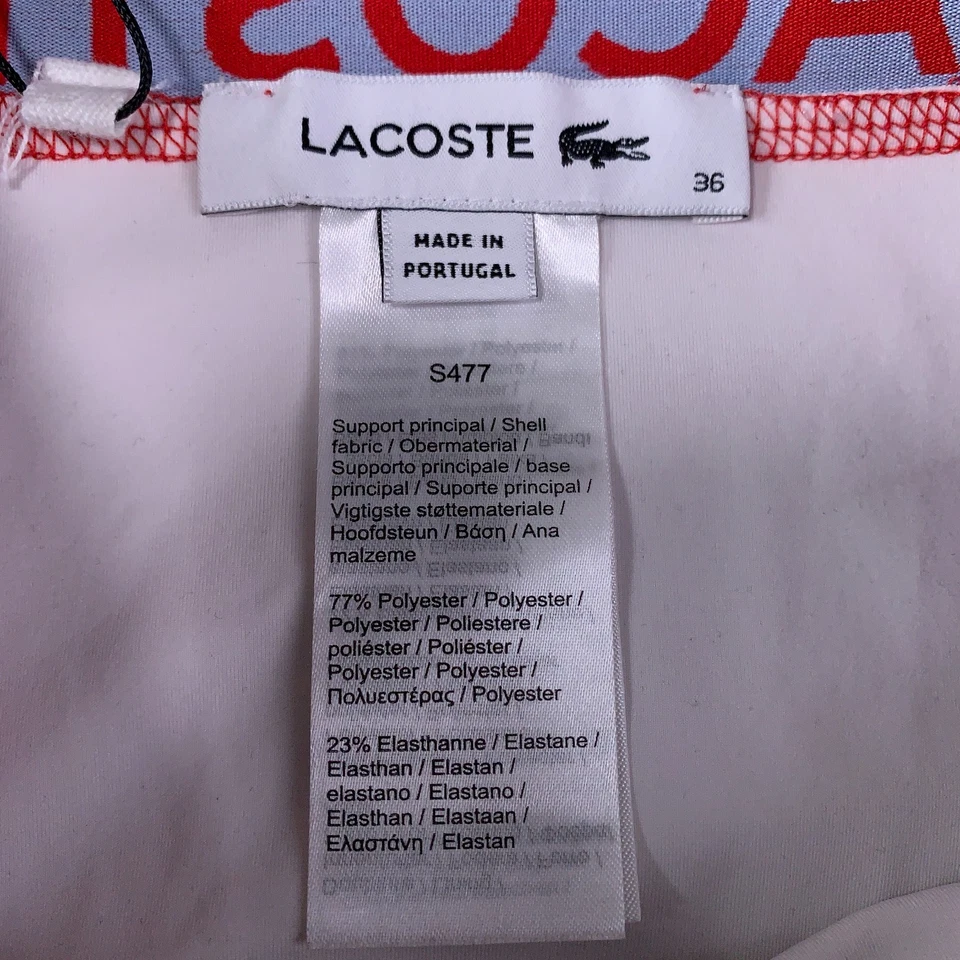 LACOSTE
36
MADE IN
PORTUGAL
S477
Support principal / Shell
fabric / Obermaterial /
Supporto principale / base
principal / Suporte principal /
Vigtigste støttemateriale /
Hoofdsteun / Βάση / Ana
malzeme
77% Polyester / Polyester /
Polyester / Poliestere /
poliéster / Poliéster /
Polyester / Polyester /
Πολυεστέρας / Polyester
23% Elasthanne / Elastane /
Elasthan / Elastan /
elastano / Elastano /
Elasthan / Elastaan /
Ελαστάνη / Elastan